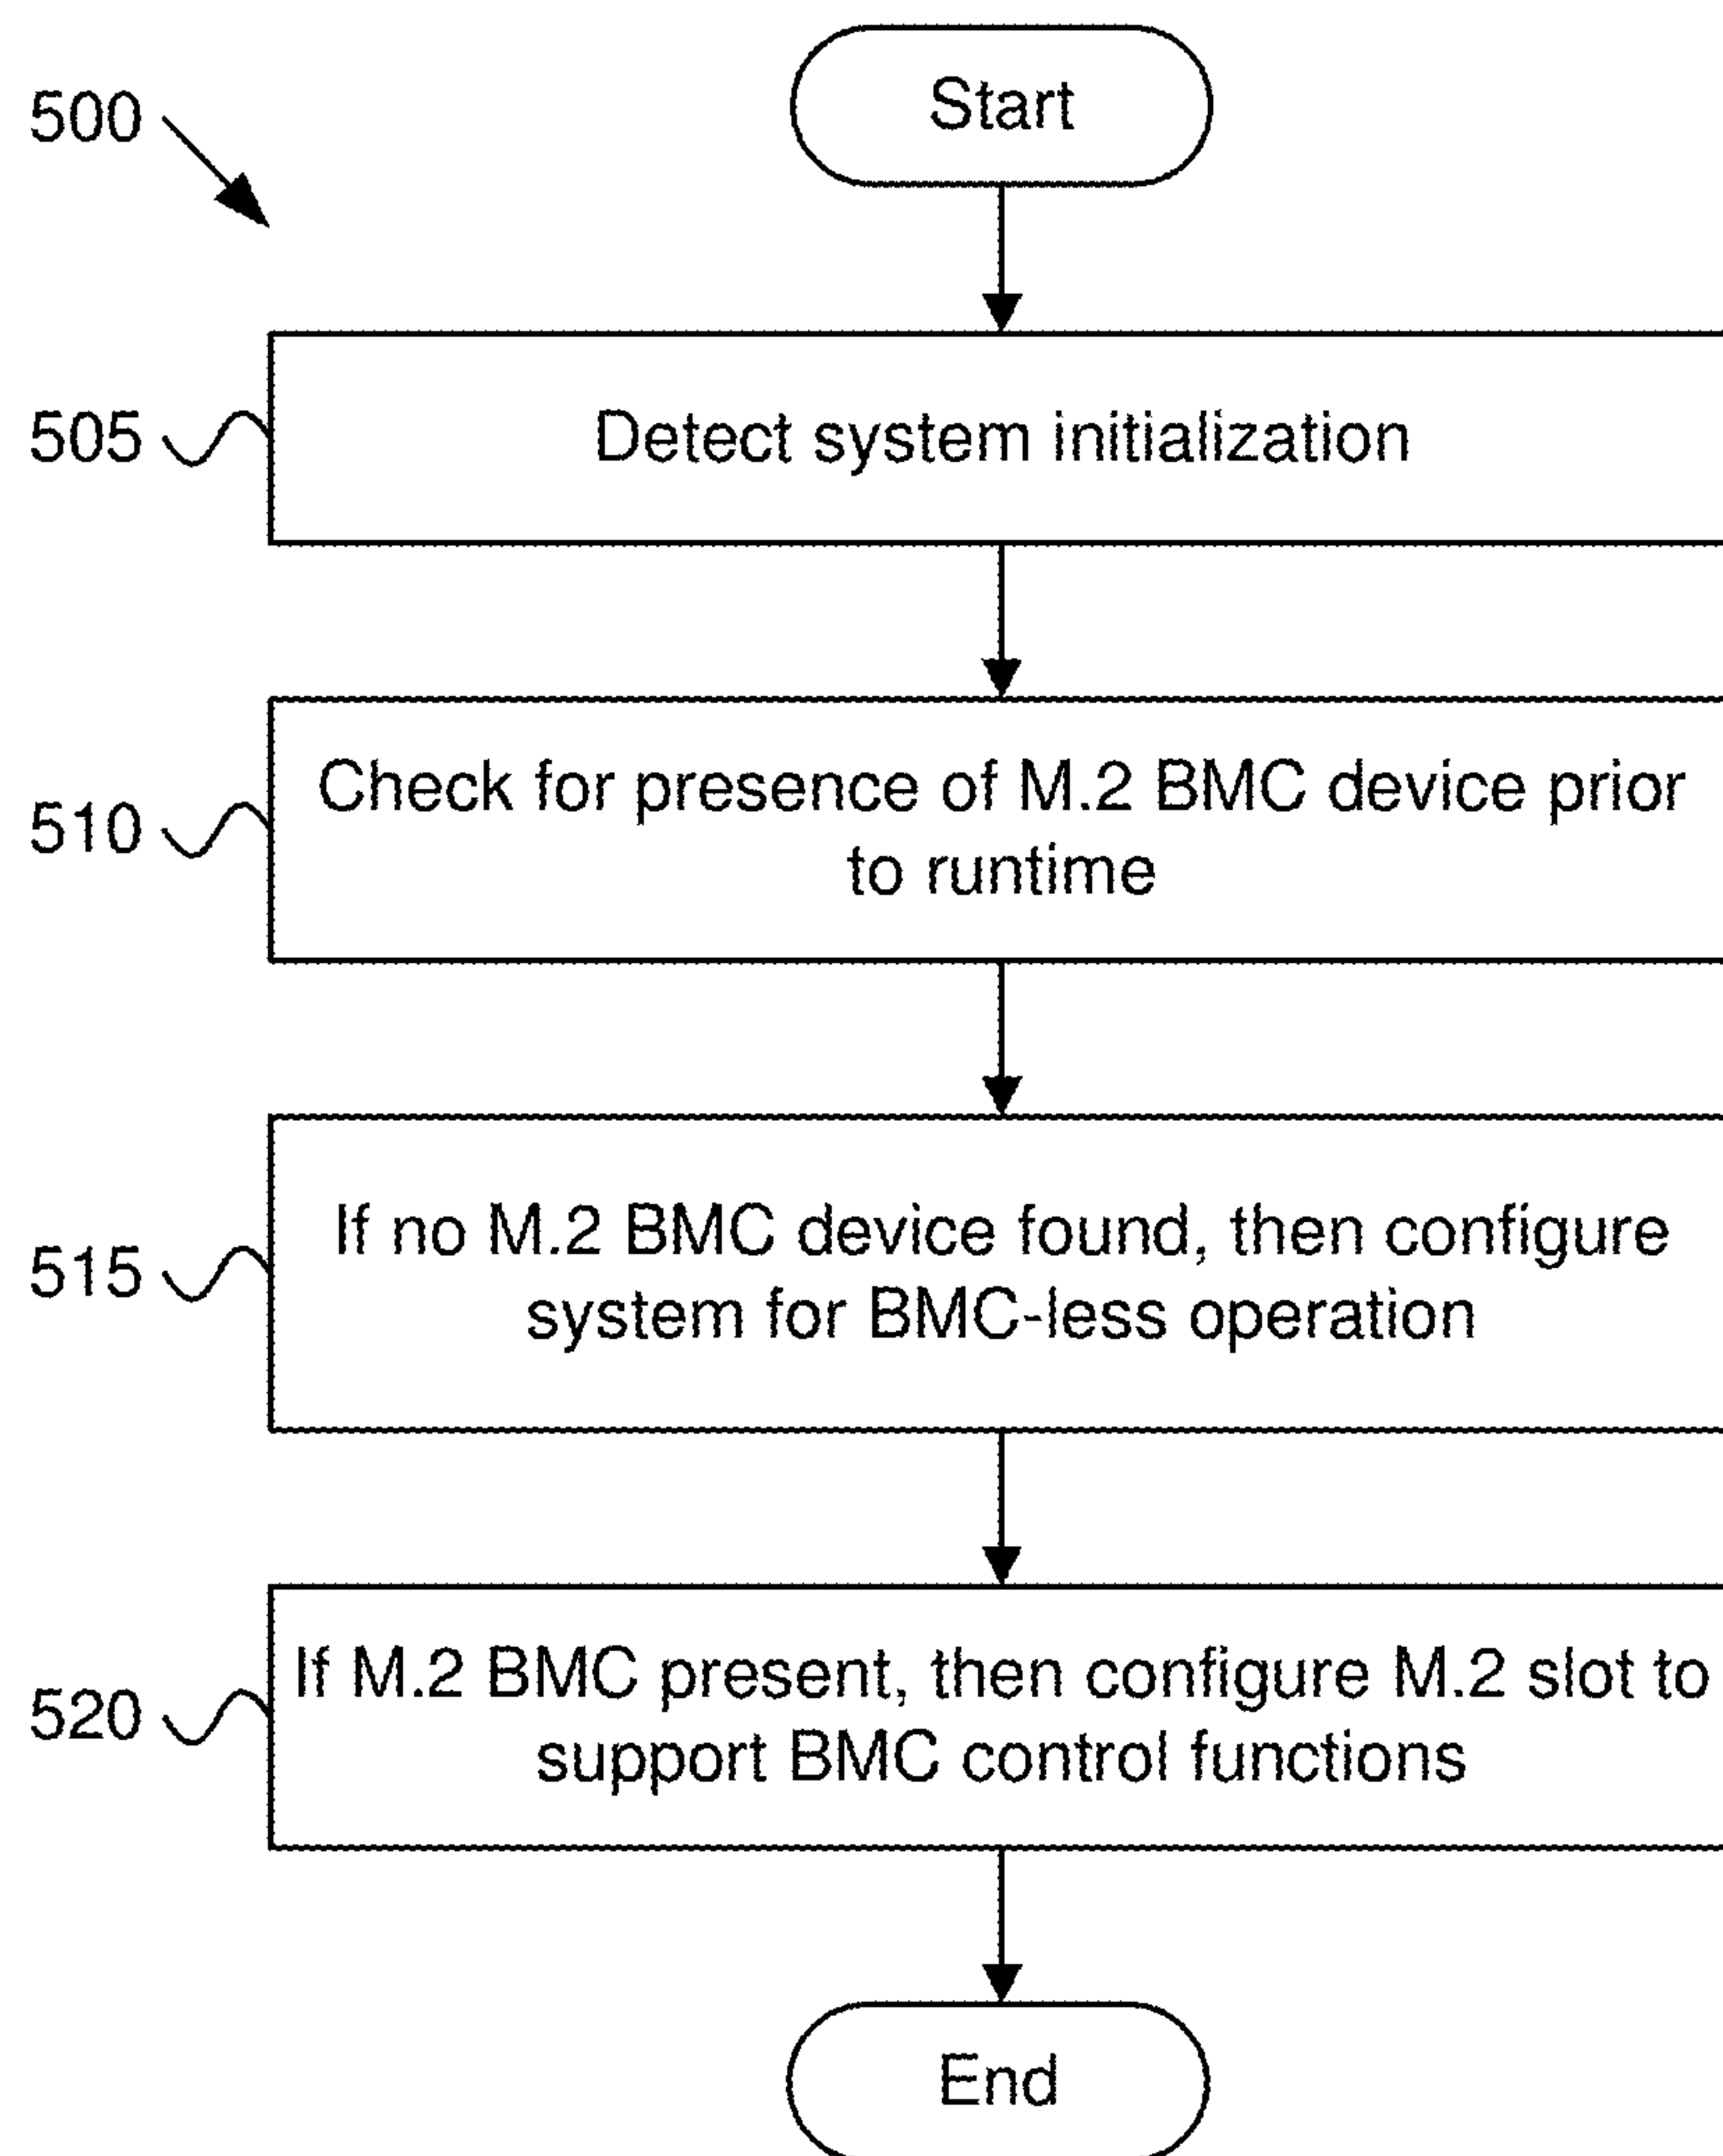 Start
500
505
Detect system initialization
510
Check for presence of M.2 BMC device prior
to runtime
515
If no M.2 BMC device found, then configure
system for BMC-less operation
520
If M.2 BMC present, then configure M.2 slot to
support BMC control functions
End